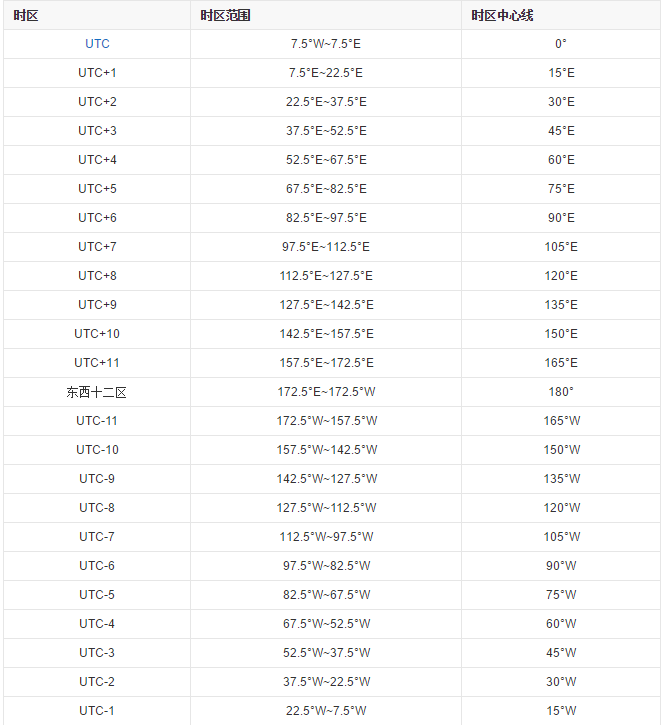 时区 时区范围 时区中心线
UTC 7.5°W~7.5°E 0°
UTC+1 7.5°E~22.5°E 15°E
UTC+2 22.5°E~37.5°E 30°E
UTC+3 37.5°E~52.5°E 45°E
UTC+4 52.5°E~67.5°E 60°E
UTC+5 67.5°E~82.5°E 75°E
UTC+6 82.5°E~97.5°E 90°E
UTC+7 97.5°E~112.5°E 105°E
UTC+8 112.5°E~127.5°E 120°E
UTC+9 127.5°E~142.5°E 135°E
UTC+10 142.5°E~157.5°E 150°E
UTC+11 157.5°E~172.5°E 165°E
东西十二区 172.5°E~172.5°W 180°
UTC-11 172.5°W~157.5°W 165°W
UTC-10 157.5°W~142.5°W 150°W
UTC-9 142.5°W~127.5°W 135°W
UTC-8 127.5°W~112.5°W 120°W
UTC-7 112.5°W~97.5°W 105°W
UTC-6 97.5°W~82.5°W 90°W
UTC-5 82.5°W~67.5°W 75°W
UTC-4 67.5°W~52.5°W 60°W
UTC-3 52.5°W~37.5°W 45°W
UTC-2 37.5°W~22.5°W 30°W
UTC-1 22.5°W~7.5°W 15°W